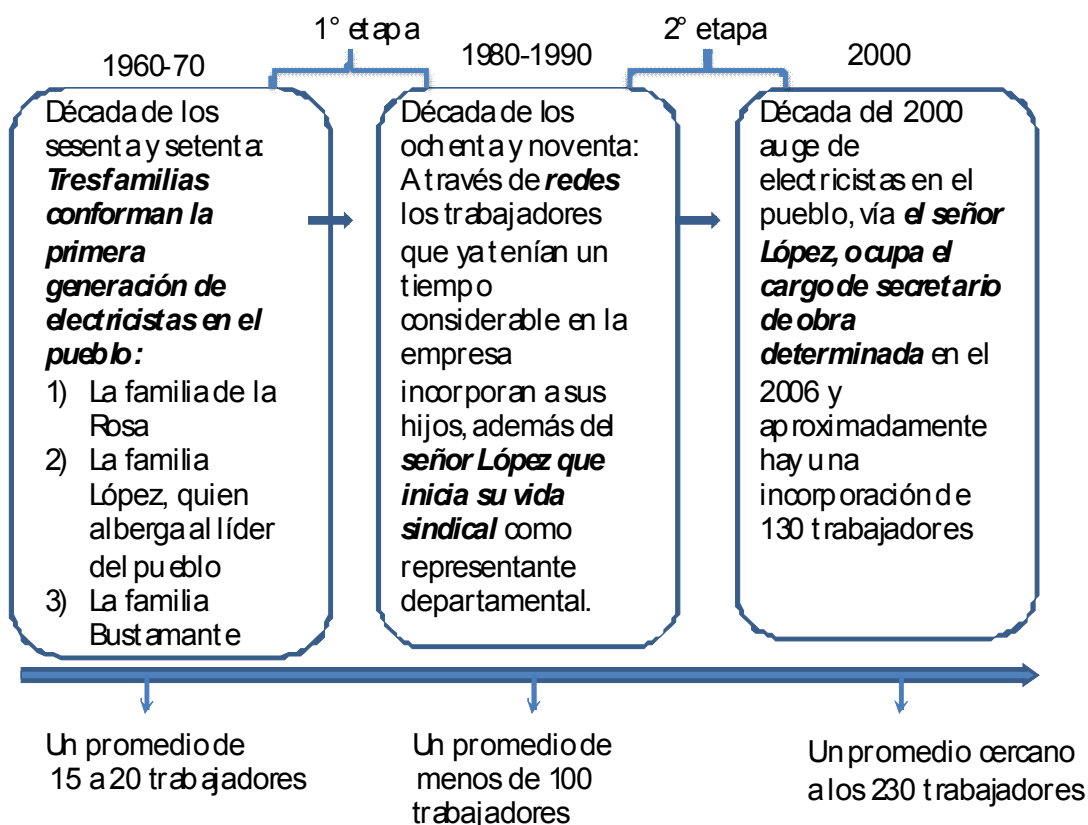 1° etapa
2° etapa
1960-70
1980-1990
2000
Década de los
sesenta y setenta:
Tres familias
conforman la
primera
generación de
electricistas en el
pueblo:
1) La familia de la
Rosa
2) La familia
López, quien
alberga al líder
del pueblo
3) La familia
Bustamante
Década de los
ochenta y noventa:
A través de redes
los trabajadores
que ya tenían un
tiempo
considerable en la
empresa
incorporan a sus
hijos, además del
señor López que
inicia su vida
sindical como
representante
departamental.
Década del 2000
auge de
electricistas en el
pueblo, vía el señor
López, ocupa el
cargo de secretario
de obra
determinada en el
2006 y
aproximadamente
hay una
incorporación de
130 trabajadores
Un promedio de
15 a 20 trabajadores
Un promedio de
menos de 100
trabajadores
Un promedio cercano
a los 230 trabajadores